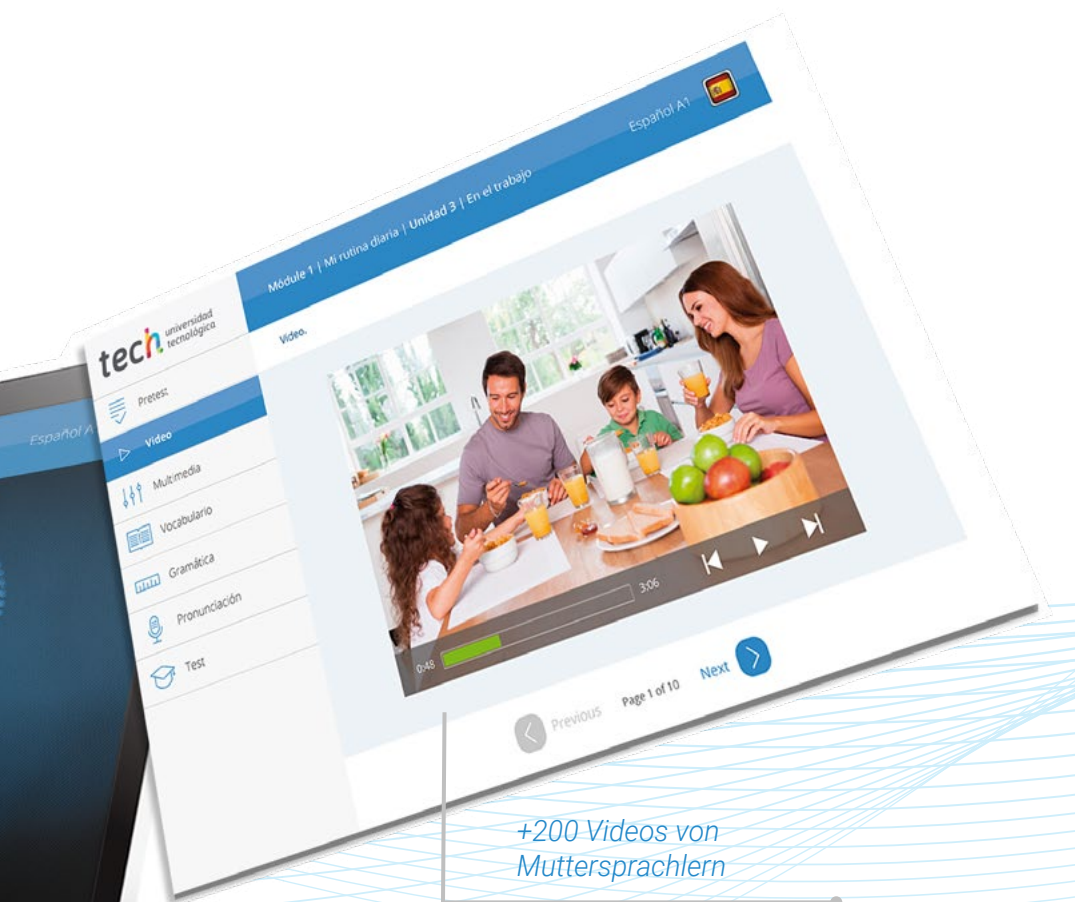 Español A1
Módule 1 | Mi rutina diaria | Unidad 3 | En el trabajo
tech universidad
tecnológica
Video.
Pretest
Video
Multimedia
Vocabulario
Gramática
Pronunciación
Test
Español A
0:48
3:06
Previous
Page 1 of 10
Next
+200 Videos von
Muttersprachlern